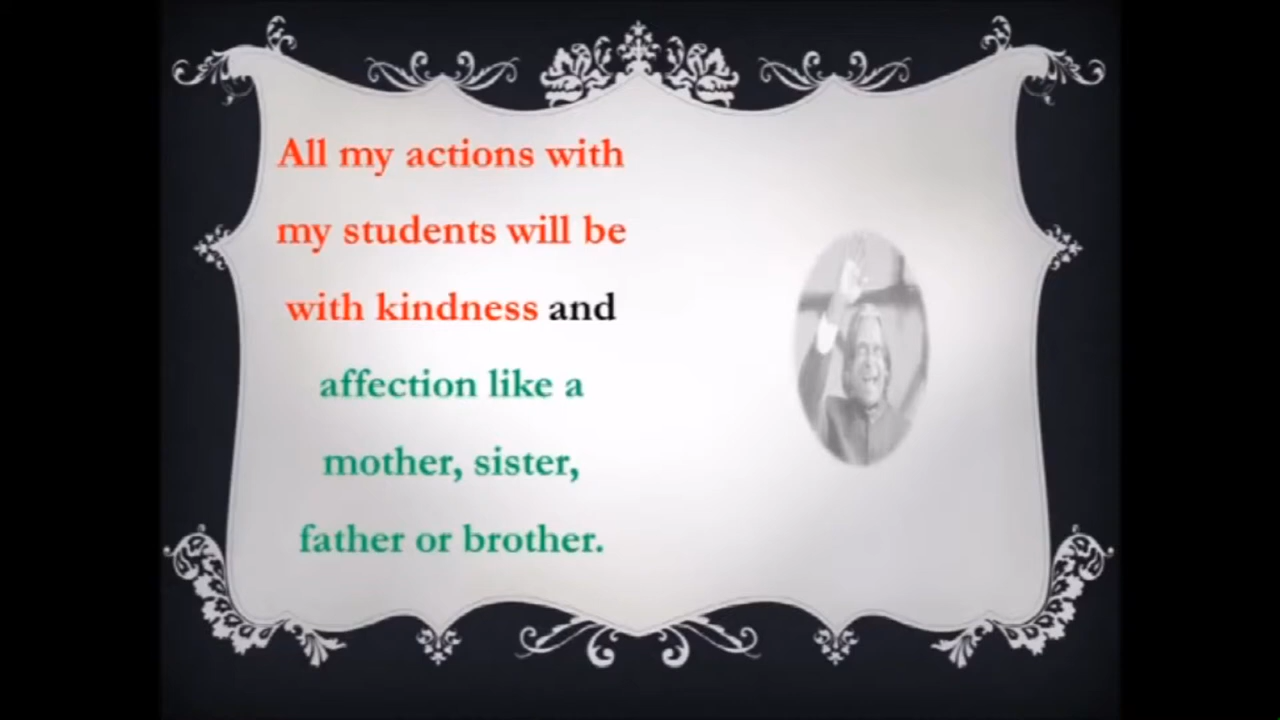 All my actions with
my students will be
with kindness and
affection like a
mother, sister,
father or brother.